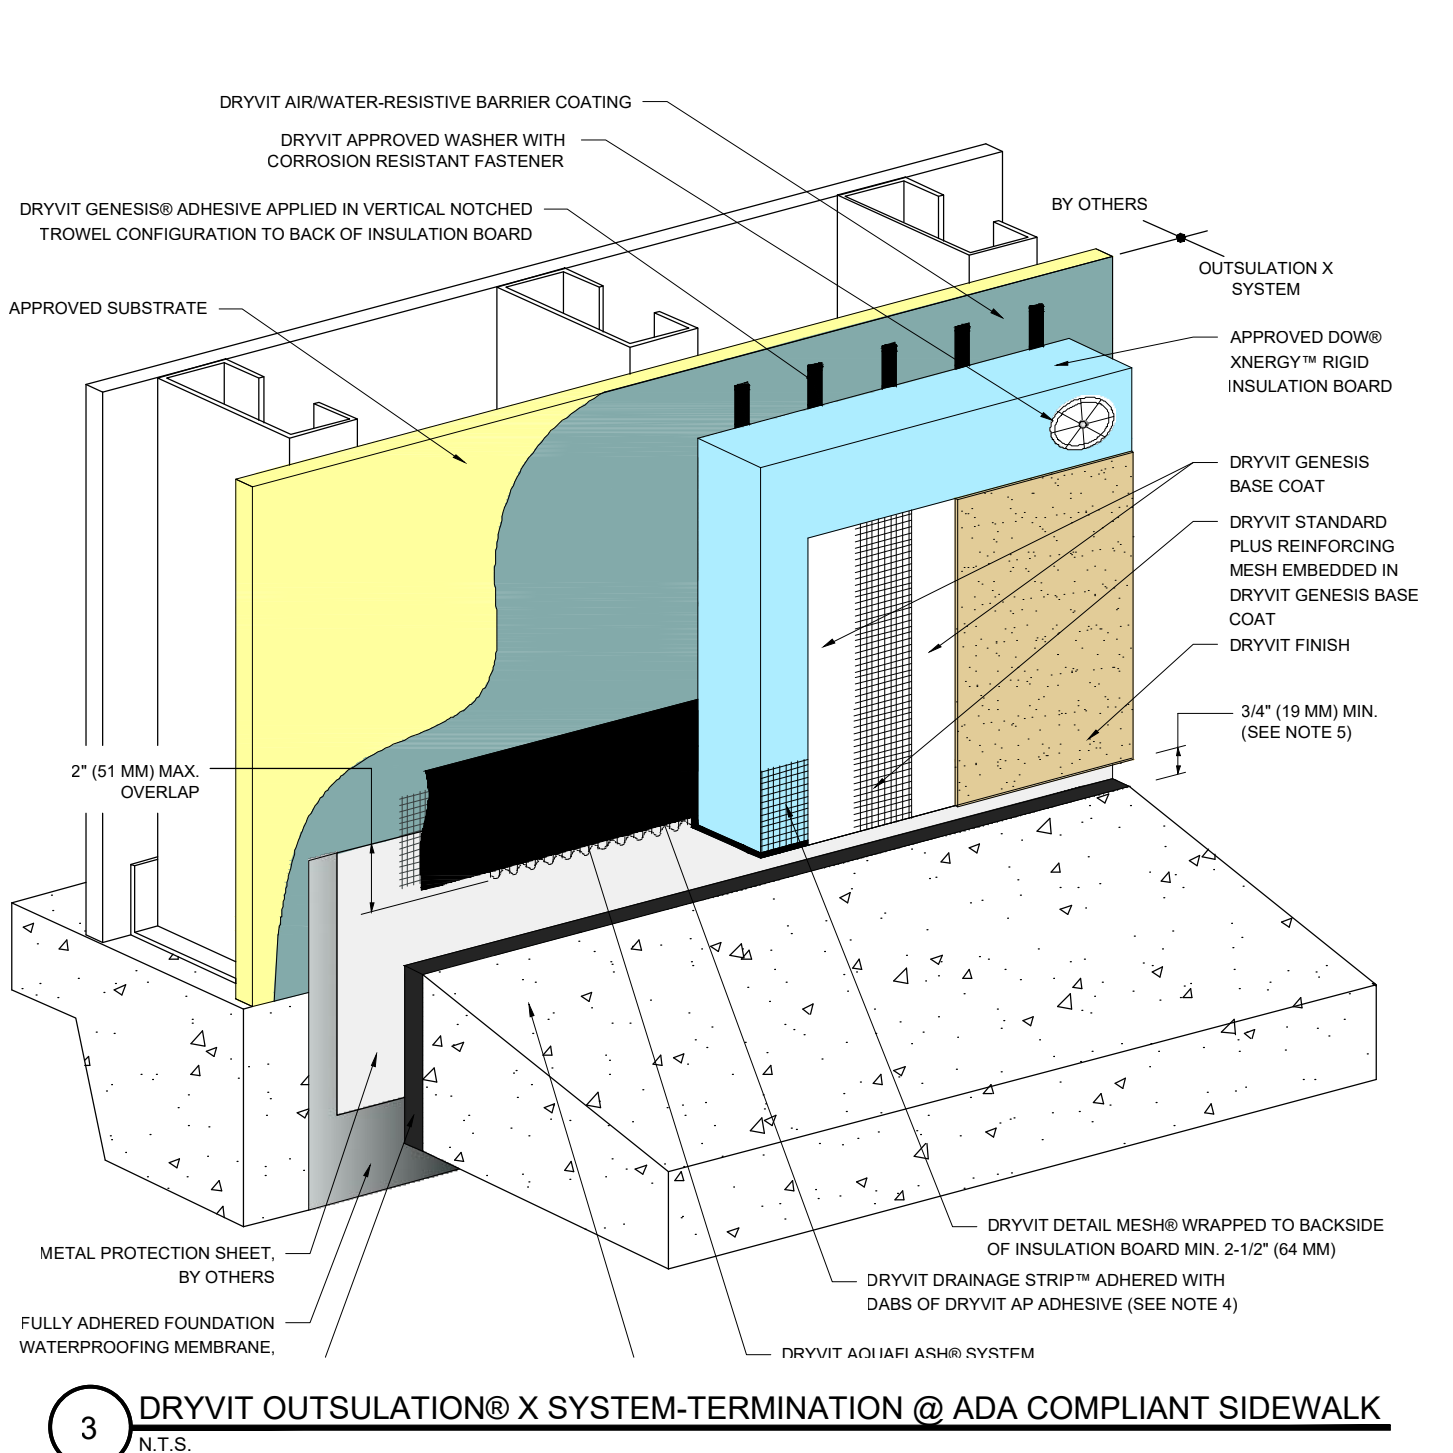 DRYVIT AIR/WATER-RESISTIVE BARRIER COATING
DRYVIT APPROVED WASHER WITH
CORROSION RESISTANT FASTENER
DRYVIT GENESIS® ADHESIVE APPLIED IN VERTICAL NOTCHED
TROWEL CONFIGURATION TO BACK OF INSULATION BOARD
APPROVED SUBSTRATE
BY OTHERS
OUTSULATION X
SYSTEM
APPROVED DOW®
XNERGY™ RIGID
INSULATION BOARD
DRYVIT GENESIS
BASE COAT
DRYVIT STANDARD
PLUS REINFORCING
MESH EMBEDDED IN
DRYVIT GENESIS BASE
COAT
DRYVIT FINISH
3/4" (19 MM) MIN.
(SEE NOTE 5)
2" (51 MM) MAX.
OVERLAP
METAL PROTECTION SHEET,
BY OTHERS
FULLY ADHERED FOUNDATION
WATERPROOFING MEMBRANE,
DRYVIT DETAIL MESH® WRAPPED TO BACKSIDE
OF INSULATION BOARD MIN. 2-1/2" (64 MM)
DRYVIT DRAINAGE STRIP™ ADHERED WITH
DABS OF DRYVIT AP ADHESIVE (SEE NOTE 4)
DRYVIT AQUAFLASH® SYSTEM
3
DRYVIT OUTSULATION® X SYSTEM-TERMINATION @ ADA COMPLIANT SIDEWALK
N.T.S.